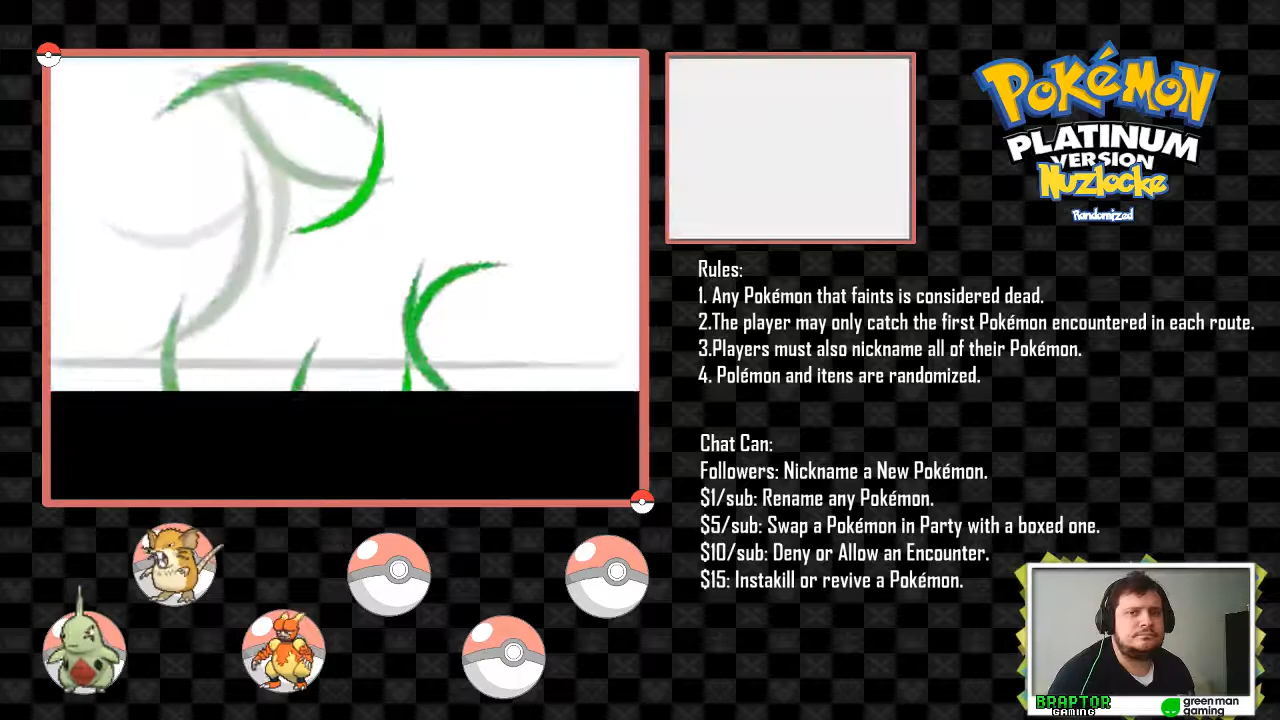 POKéMON
PLATINUM
VERSION
Nuzlocke
Randomized
Rules:
1. Any Pokémon that faints is considered dead.
2.The player may only catch the first Pokémon encountered in each route.
3.Players must also nickname all of their Pokémon.
4. Polémon and itens are randomized.
Chat Can:
Followers: Nickname a New Pokémon.
$1/sub: Rename any Pokémon.
$5/sub: Swap a Pokémon in Party with a boxed one.
$10/sub: Deny or Allow an Encounter.
$15: Instakill or revive a Pokémon.
BRAPTOR
GAMING
green man
gaming